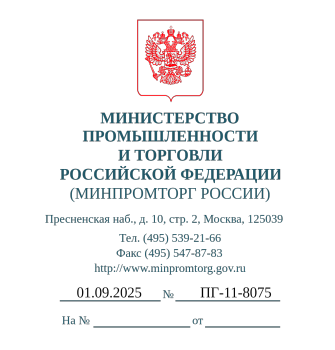 МИНИСТЕРСТВО
ПРОМЫШЛЕННОСТИ
И ТОРГОВЛИ
РОССИЙСКОЙ ФЕДЕРАЦИИ
(МИНПРОМТОРГ РОССИИ)
Пресненская наб., д. 10, стр. 2, Москва, 125039
Тел. (495) 539-21-66
Факс (495) 547-87-83
http://www.minpromtorg.gov.ru
01.09.2025 № ПГ-11-8075
На № от